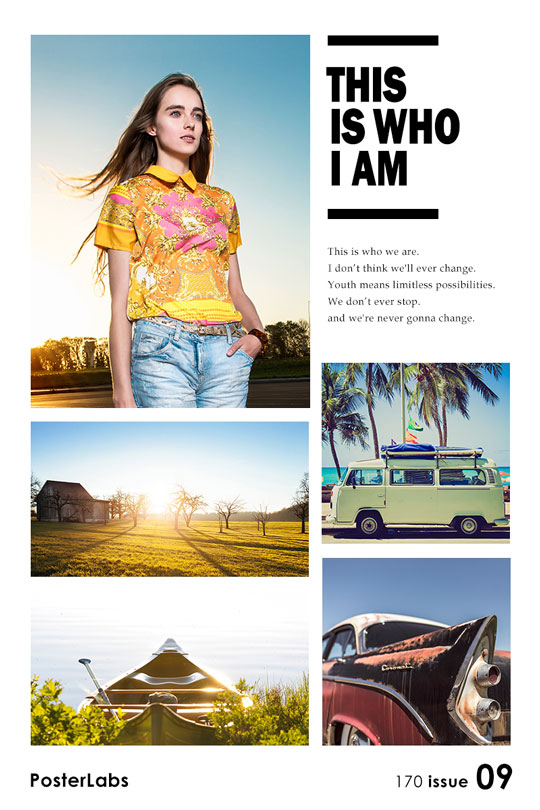 THIS
IS WHO
I AM
This is who we are.
I don't think we'll ever change.
Youth means limitless possibilities.
We don't ever stop.
and we're never gonna change.
Coronet
PosterLabs
170 issue 09